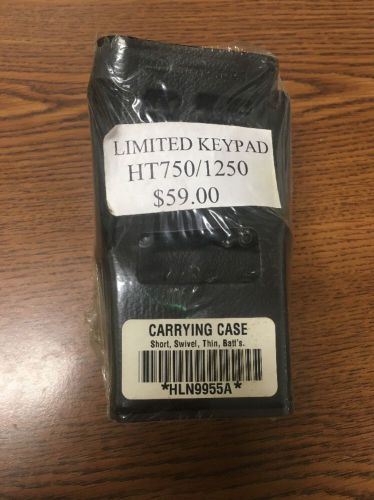 LIMITED KEYPAD
HT750/1250
$59.00
CARRYING CASE
Short, Swivel, Thin, Batt's.
*HLN9955A*